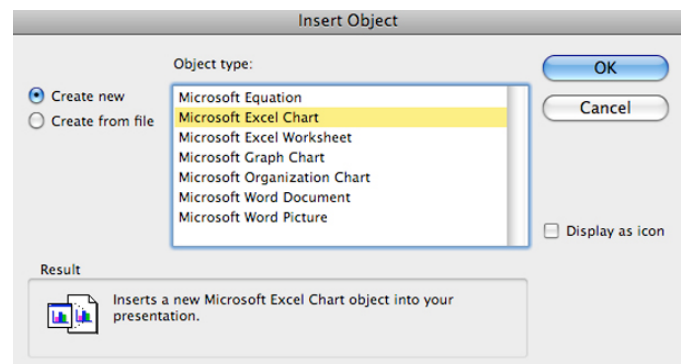 Insert Object
Object type:
Create new
Create from file
Microsoft Equation
Microsoft Excel Chart
Microsoft Excel Worksheet
Microsoft Graph Chart
Microsoft Organization Chart
Microsoft Word Document
Microsoft Word Picture
OK
Cancel
Display as icon
Result
Inserts a new Microsoft Excel Chart object into your
presentation.